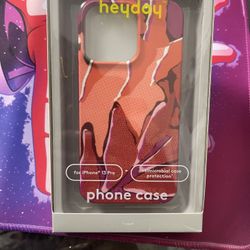 heyday
for iPhone® 13 Pro
antimicrobial case
protection
phone case